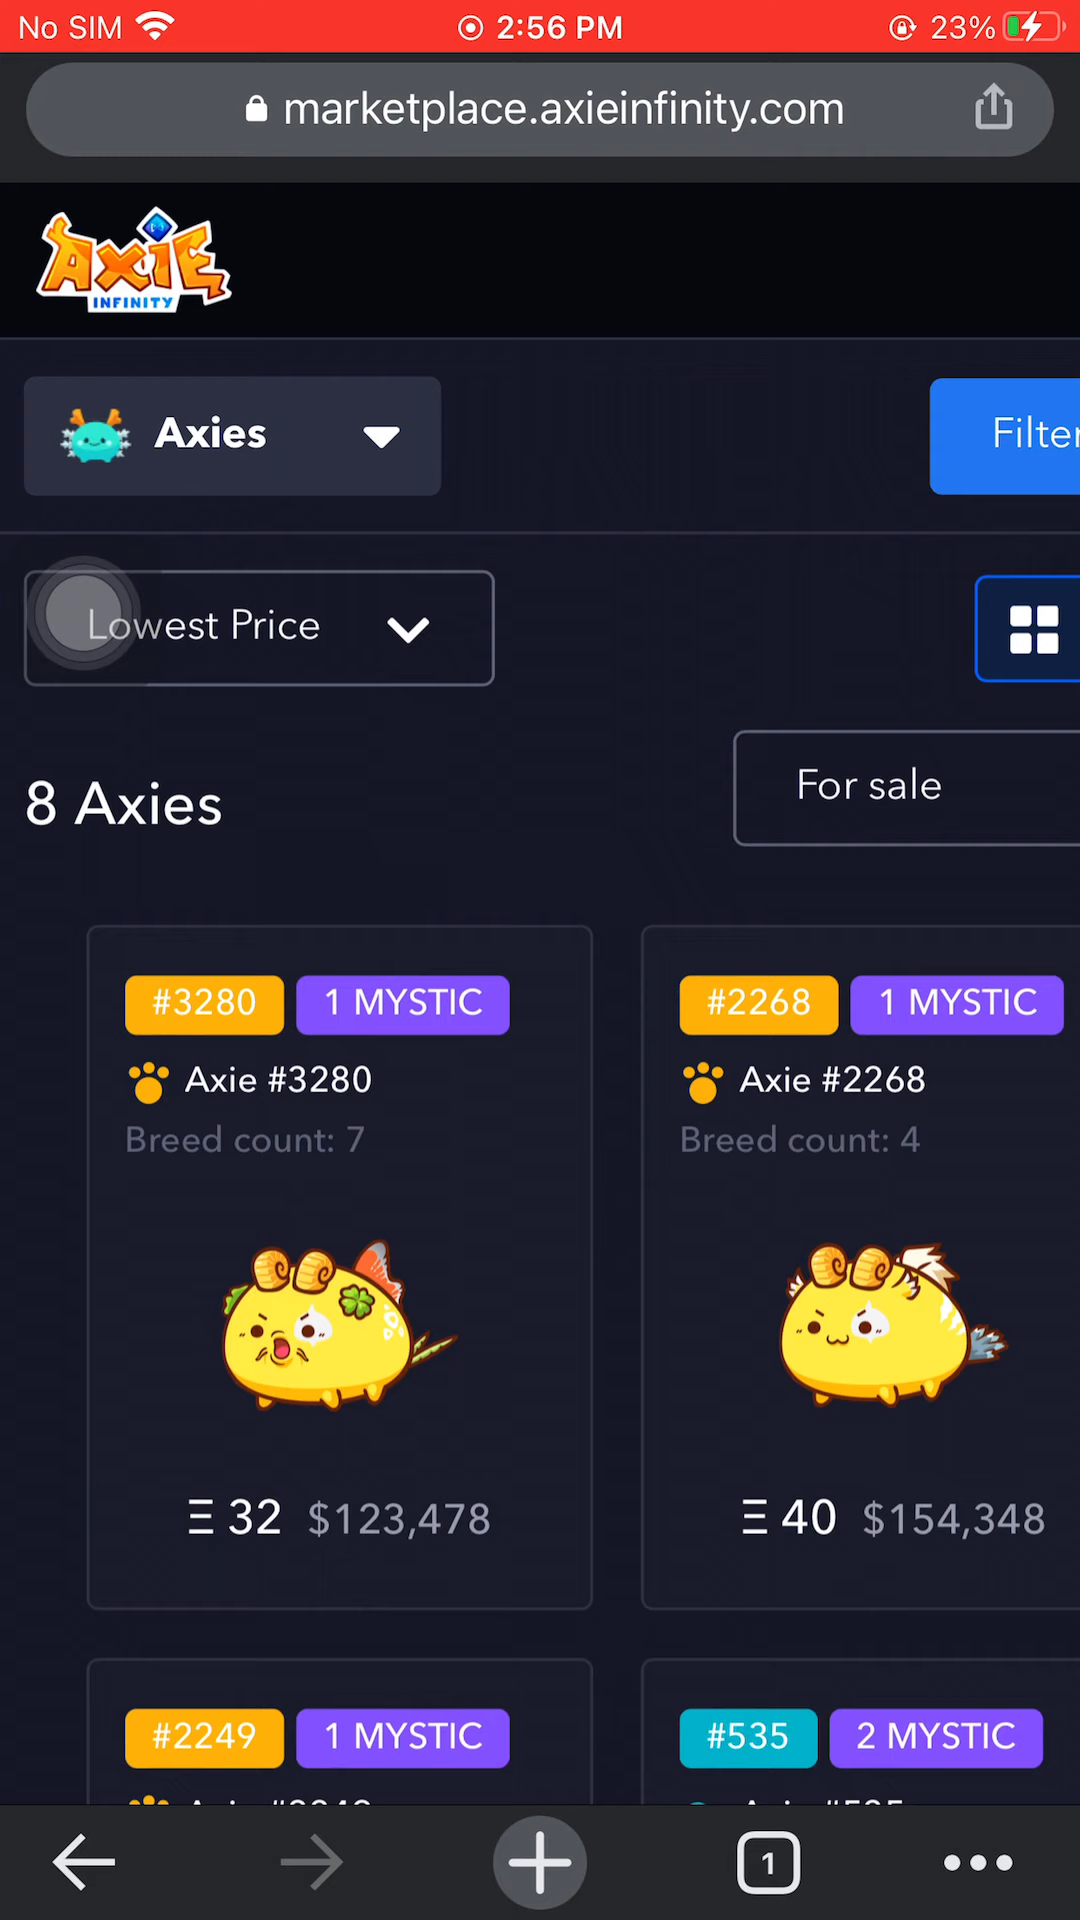 No SIM 2:56 PM 23%
marketplace.axieinfinity.com
AXIE
INFINITY
Axies
Filter
Lowest Price
8 Axies
For sale
#3280 1 MYSTIC
Axie #3280
Breed count: 7
Ξ 32 $123,478
#2268 1 MYSTIC
Axie #2268
Breed count: 4
Ξ 40 $154,348
#2249 1 MYSTIC
#535 2 MYSTIC
1